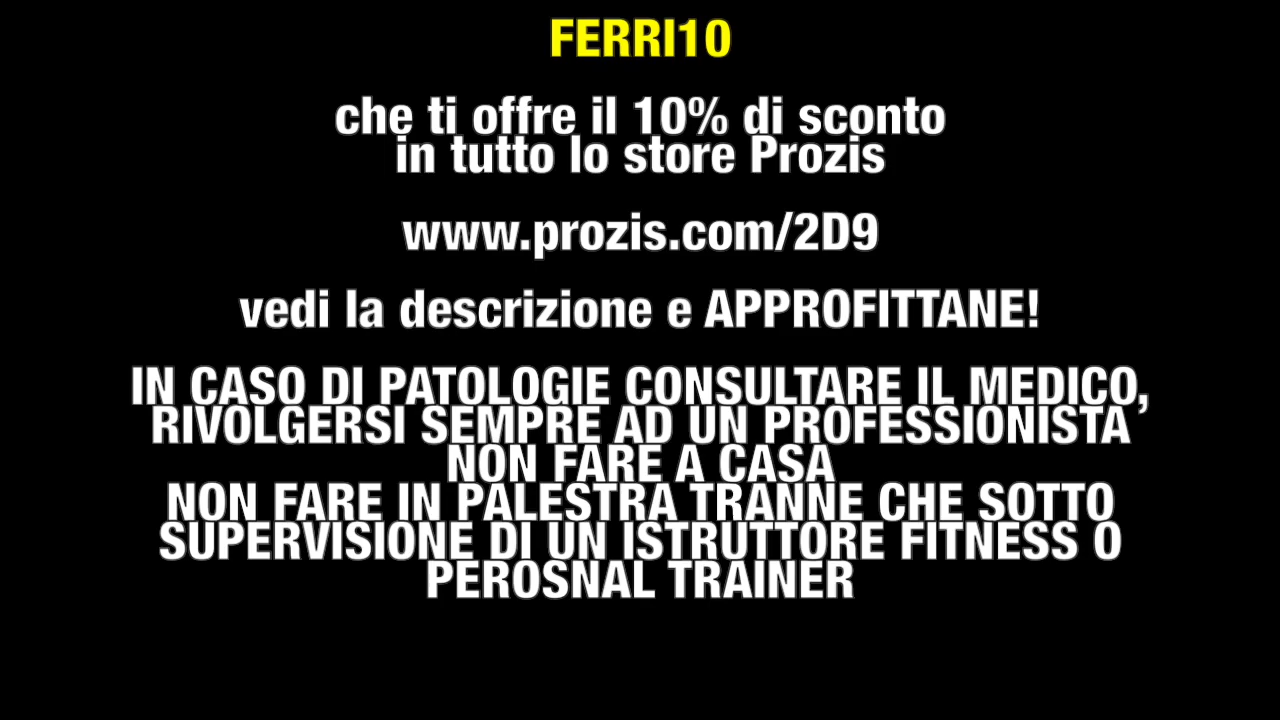 FERRI10
che ti offre il 10% di sconto
in tutto lo store Prozis
www.prozis.com/2D9
vedi la descrizione e APPROFITTANE!
IN CASO DI PATOLOGIE CONSULTARE IL MEDICO,
RIVOLGERSI SEMPRE AD UN PROFESSIONISTA
NON FARE A CASA
NON FARE IN PALESTRA TRANNE CHE SOTTO
SUPERVISIONE DI UN ISTRUTTORE FITNESS O
PEROSNAL TRAINER